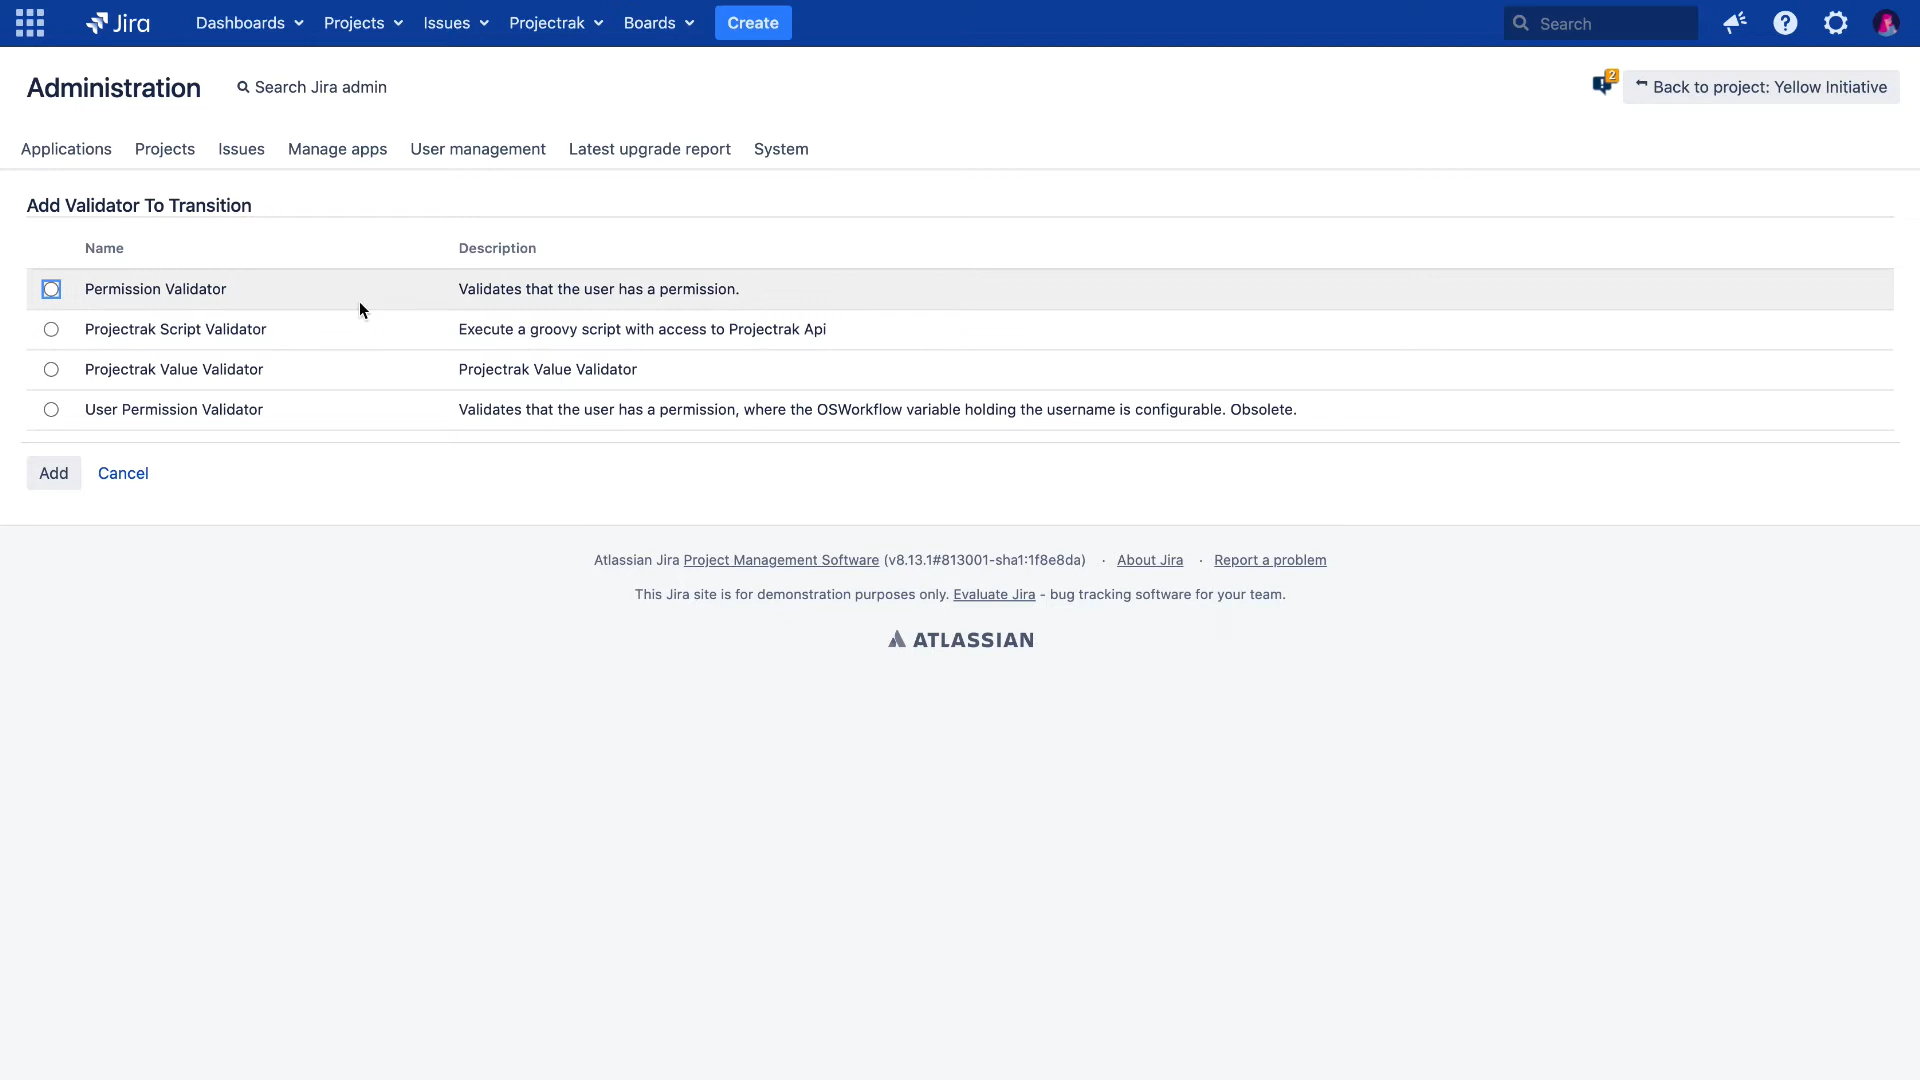 Jira Dashboards Projects Issues Projectrak Boards Create Search
Administration Search Jira admin 2 Back to project: Yellow Initiative
Applications Projects Issues Manage apps User management Latest upgrade report System
Add Validator To Transition
Name Description
Permission Validator Validates that the user has a permission.
Projectrak Script Validator Execute a groovy script with access to Projectrak Api
Projectrak Value Validator Projectrak Value Validator
User Permission Validator Validates that the user has a permission, where the OSWorkflow variable holding the username is configurable. Obsolete.
Add Cancel
Atlassian Jira Project Management Software (v8.13.1#813001-sha1:1f8e8da) · About Jira · Report a problem
This Jira site is for demonstration purposes only. Evaluate Jira - bug tracking software for your team.
ATLASSIAN